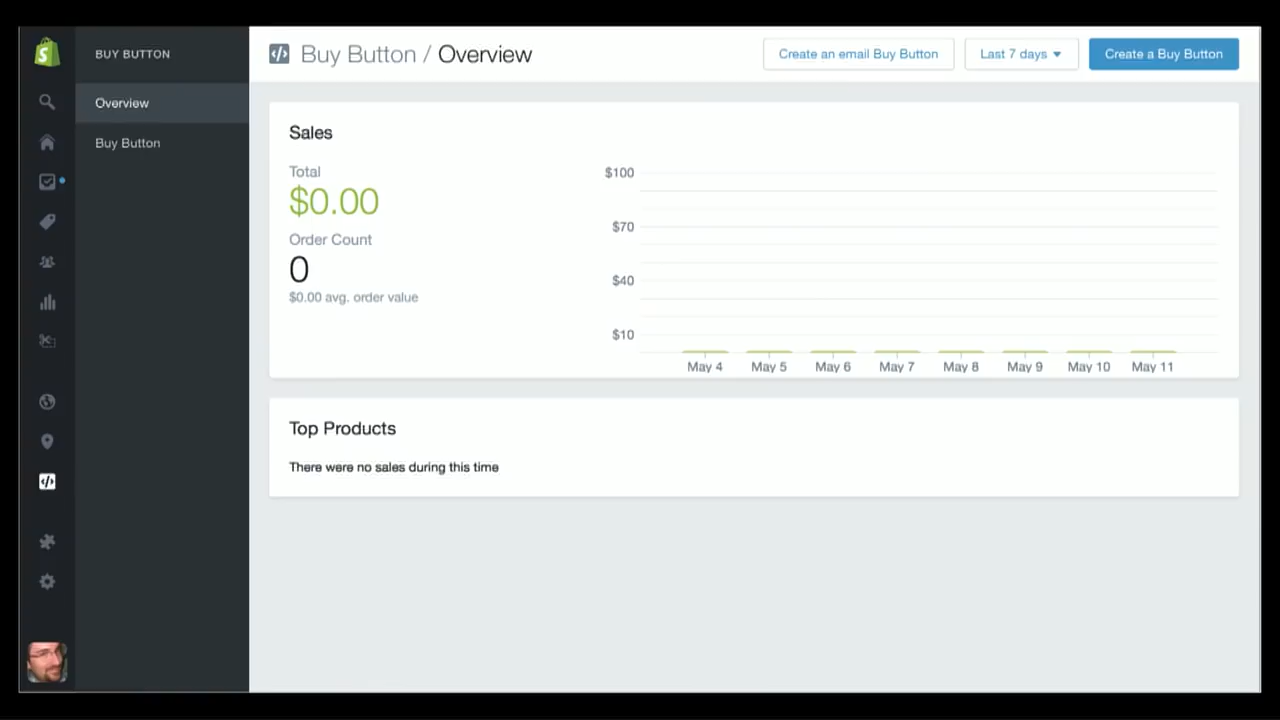 BUY BUTTON
Overview
Buy Button
Buy Button / Overview
Create an email Buy Button
Last 7 days
Create a Buy Button
Sales
Total
$0.00
Order Count
0
$0.00 avg. order value
$100
$70
$40
$10
May 4 May 5 May 6 May 7 May 8 May 9 May 10 May 11
Top Products
There were no sales during this time